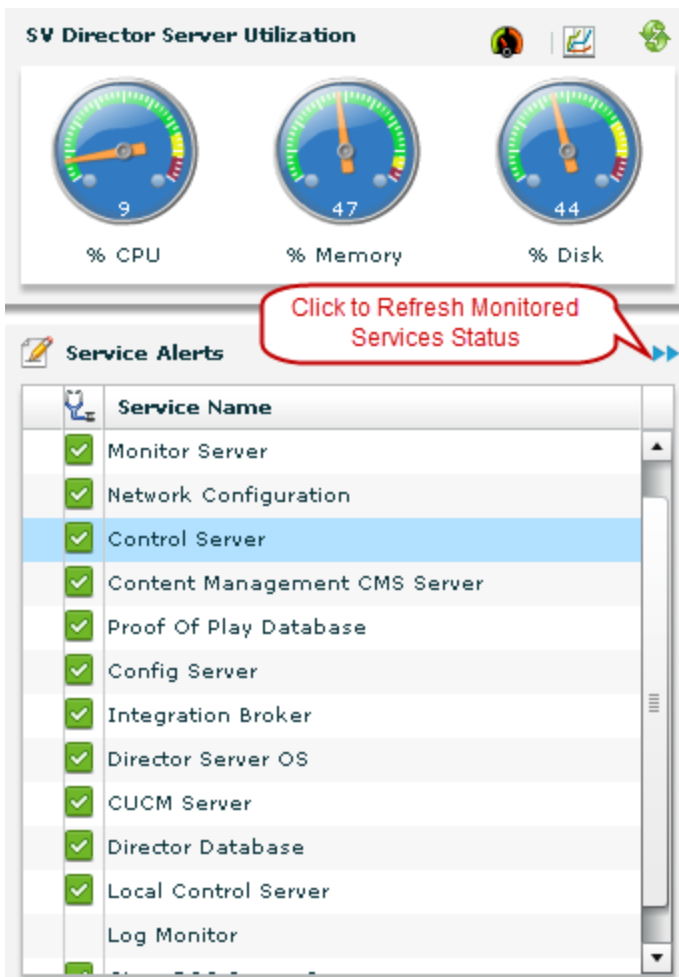 SV Director Server Utilization
9
47
44
% CPU
% Memory
% Disk
Click to Refresh Monitored
Services Status
Service Alerts
Service Name
Monitor Server
Network Configuration
Control Server
Content Management CMS Server
Proof Of Play Database
Config Server
Integration Broker
Director Server OS
CUCM Server
Director Database
Local Control Server
Log Monitor